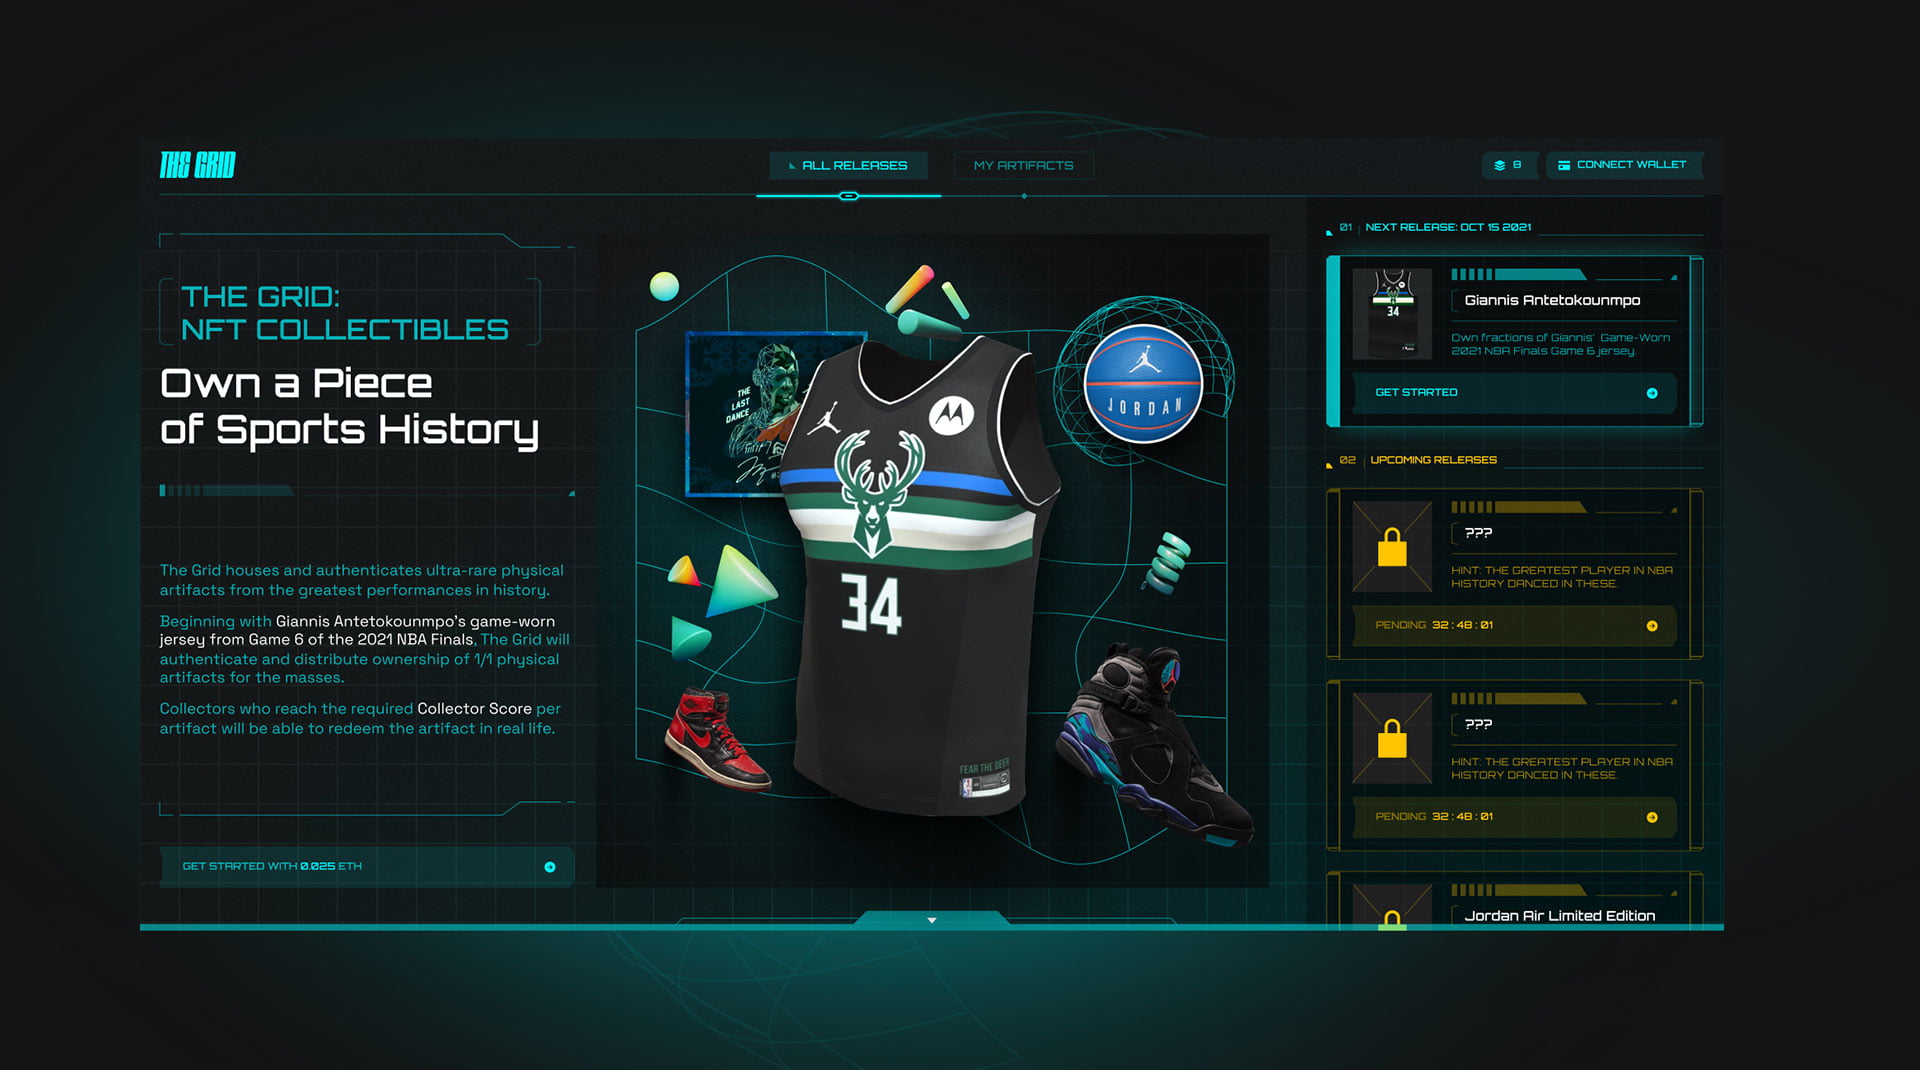 THE GRID
ALL RELEASES
MY ARTIFACTS
8
CONNECT WALLET
THE GRID:
NFT COLLECTIBLES
Own a Piece
of Sports History
The Grid houses and authenticates ultra-rare physical
artifacts from the greatest performances in history.
Beginning with Giannis Antetokounmpo's game-worn
jersey from Game 6 of the 2021 NBA Finals, The Grid will
authenticate and distribute ownership of 1/1 physical
artifacts for the masses.
Collectors who reach the required Collector Score per
artifact will be able to redeem the artifact in real life.
GET STARTED WITH 0.025 ETH
THE
LAST
DANCE
JORDAN
34
FEAR THE DEER
01 NEXT RELEASE: OCT 15 2021
34
Giannis Antetokounmpo
Own fractions of Giannis' Game-Worn
2021 NBA Finals Game 6 jersey.
GET STARTED
02 UPCOMING RELEASES
???
HINT: THE GREATEST PLAYER IN NBA
HISTORY DANCED IN THESE.
PENDING 32:48:01
???
HINT: THE GREATEST PLAYER IN NBA
HISTORY DANCED IN THESE.
PENDING 32:48:01
Jordan Air Limited Edition